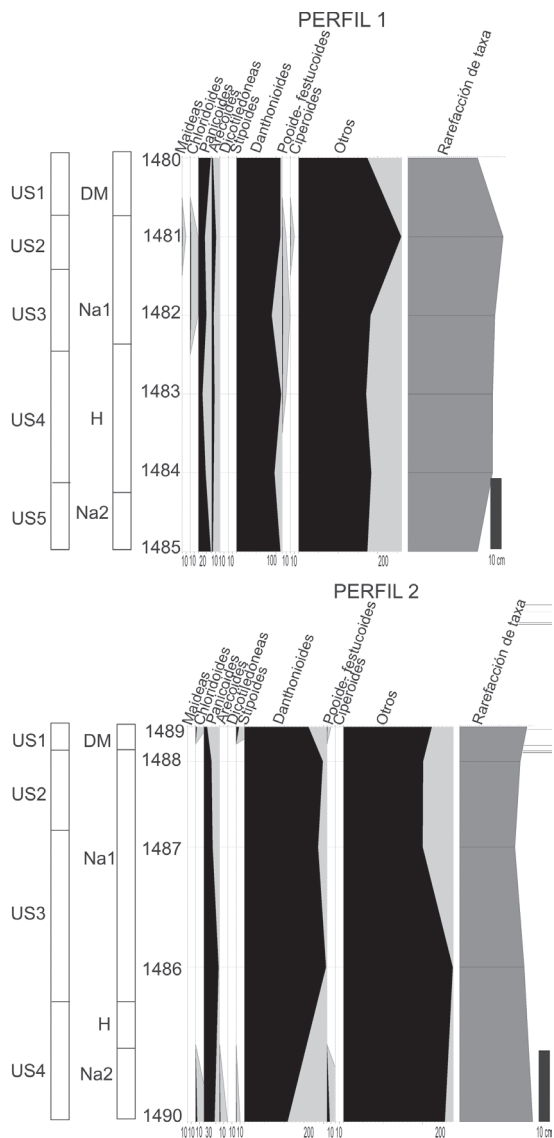 PERFIL 1
Maideas
Chloridoides
Panicoides
Arecoides
Dicotiledóneas
Stipoides
Danthonioides
Pooide- festucoides
Ciperoides
Otros
Rarefacción de taxa
1480
US1 DM
US2 1481
US3 Na1 1482
1483
US4 H
1484
US5 Na2
1485
10 10 20 10 10 10 100 10 10 200 10 cm
PERFIL 2
Maideas
Chloridoides
Panicoides
Arecoides
Dicotiledóneas
Stipoides
Danthonioides
Pooide- festucoides
Ciperoides
Otros
Rarefacción de taxa
US1 DM 1489
1488
US2
Na1 1487
US3
1486
H
US4 Na2
1490
10 10 30 10 10 10 200 10 10 200 10 cm